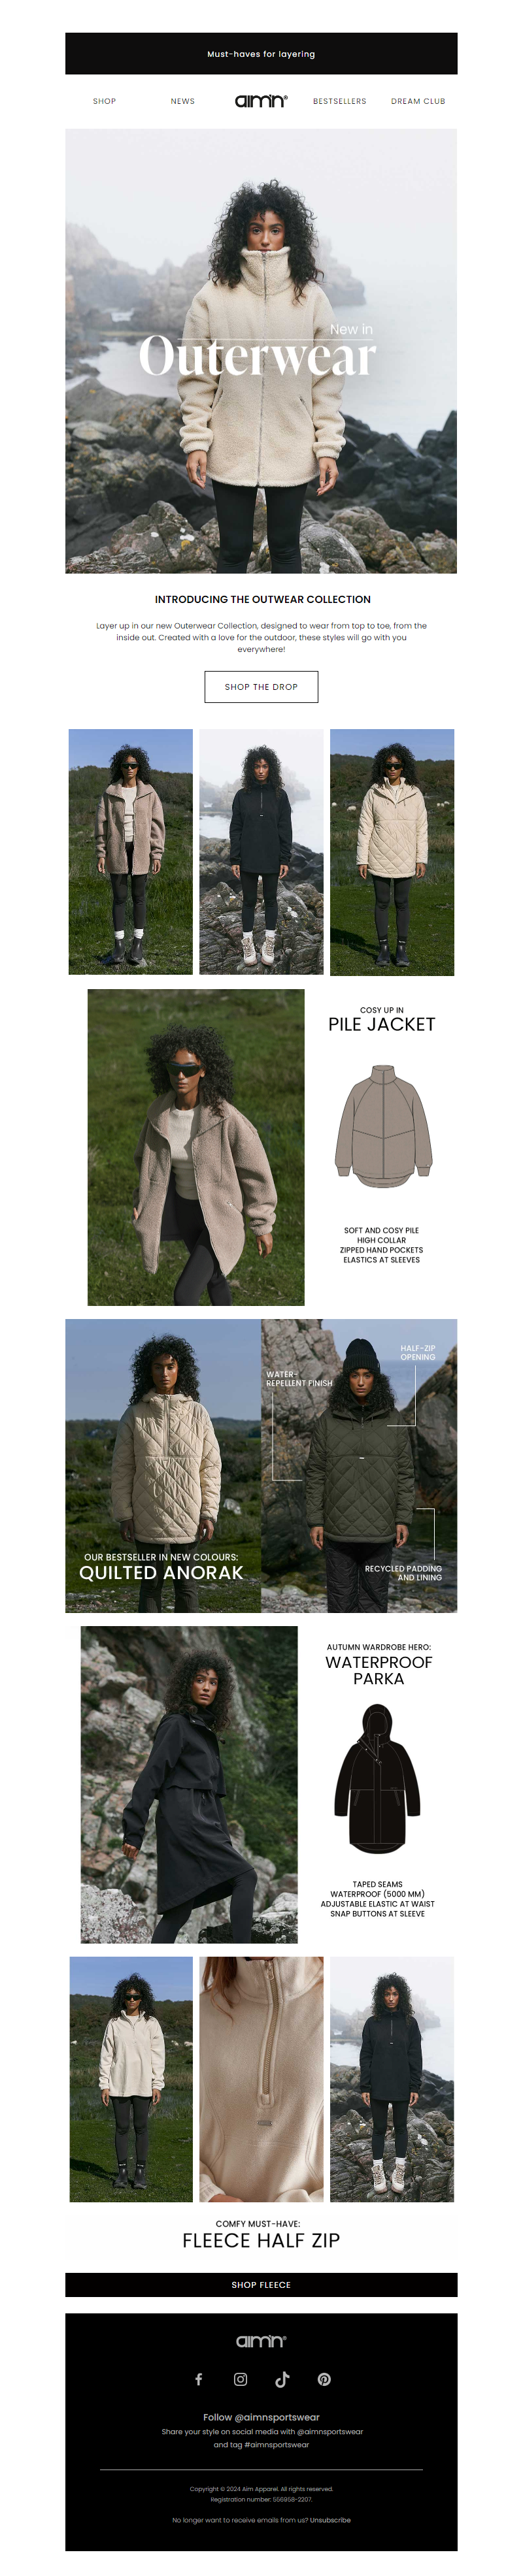 Must-haves for layering
SHOP
NEWS
aim'n®
BESTSELLERS
DREAM CLUB
New in
Outerwear
INTRODUCING THE OUTWEAR COLLECTION
Layer up in our new Outerwear Collection, designed to wear from top to toe, from the
inside out. Created with a love for the outdoor, these styles will go with you
everywhere!
SHOP THE DROP
COSY UP IN
PILE JACKET
SOFT AND COSY PILE
HIGH COLLAR
ZIPPED HAND POCKETS
ELASTICS AT SLEEVES
HALF-ZIP
OPENING
WATER-
REPELLENT FINISH
OUR BESTSELLER IN NEW COLOURS:
QUILTED ANORAK
RECYCLED PADDING
AND LINING
AUTUMN WARDROBE HERO:
WATERPROOF
PARKA
TAPED SEAMS
WATERPROOF (5000 MM)
ADJUSTABLE ELASTIC AT WAIST
SNAP BUTTONS AT SLEEVE
COMFY MUST-HAVE:
FLEECE HALF ZIP
SHOP FLEECE
aim'n®
Follow @aimnsportswear
Share your style on social media with @aimnsportswear
and tag #aimnsportswear
Copyright © 2024 Aim Apparel. All rights reserved.
Registration number: 556958-2207.
No longer want to receive emails from us? Unsubscribe